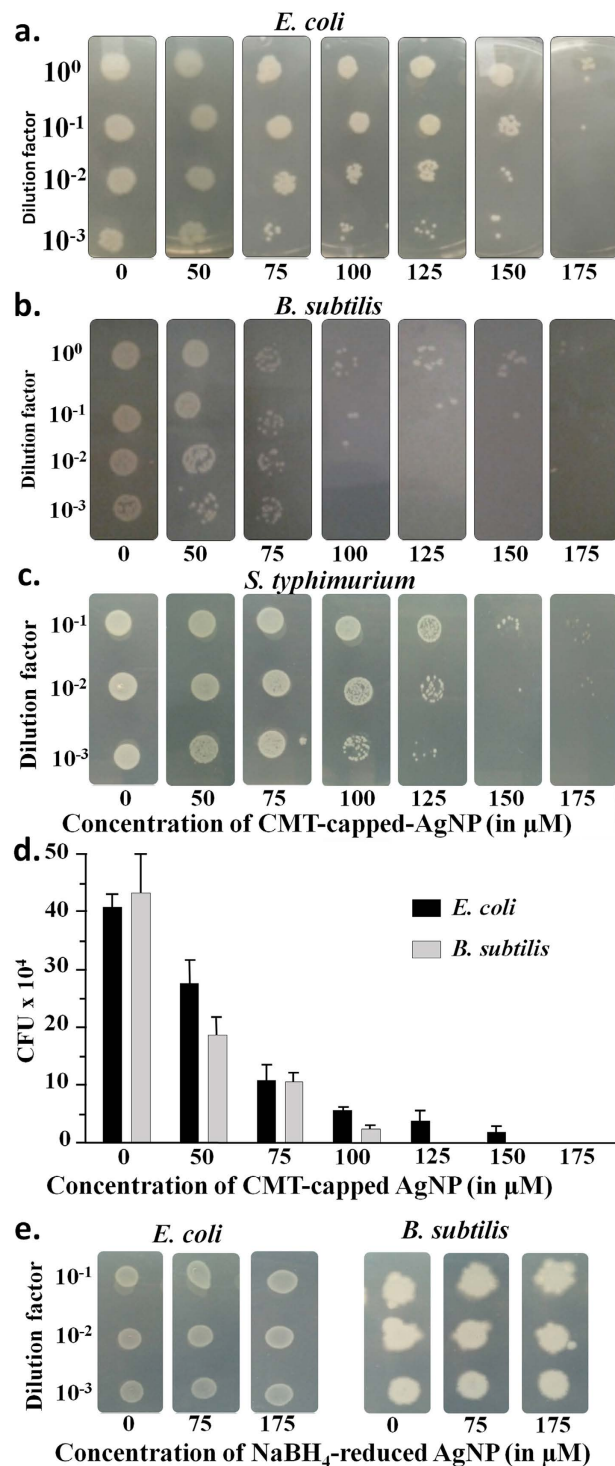 a.
E. coli
Dilution factor
10⁰
10⁻¹
10⁻²
10⁻³
0 50 75 100 125 150 175
b.
B. subtilis
Dilution factor
10⁰
10⁻¹
10⁻²
10⁻³
0 50 75 100 125 150 175
c.
S. typhimurium
Dilution factor
10⁻¹
10⁻²
10⁻³
0 50 75 100 125 150 175
Concentration of CMT-capped-AgNP (in µM)
d.
CFU x 10⁴
50
40
30
20
10
0
E. coli
B. subtilis
0 50 75 100 125 150 175
Concentration of CMT-capped AgNP (in µM)
e.
E. coli B. subtilis
Dilution factor
10⁻¹
10⁻²
10⁻³
0 75 175 0 75 175
Concentration of NaBH₄-reduced AgNP (in µM)